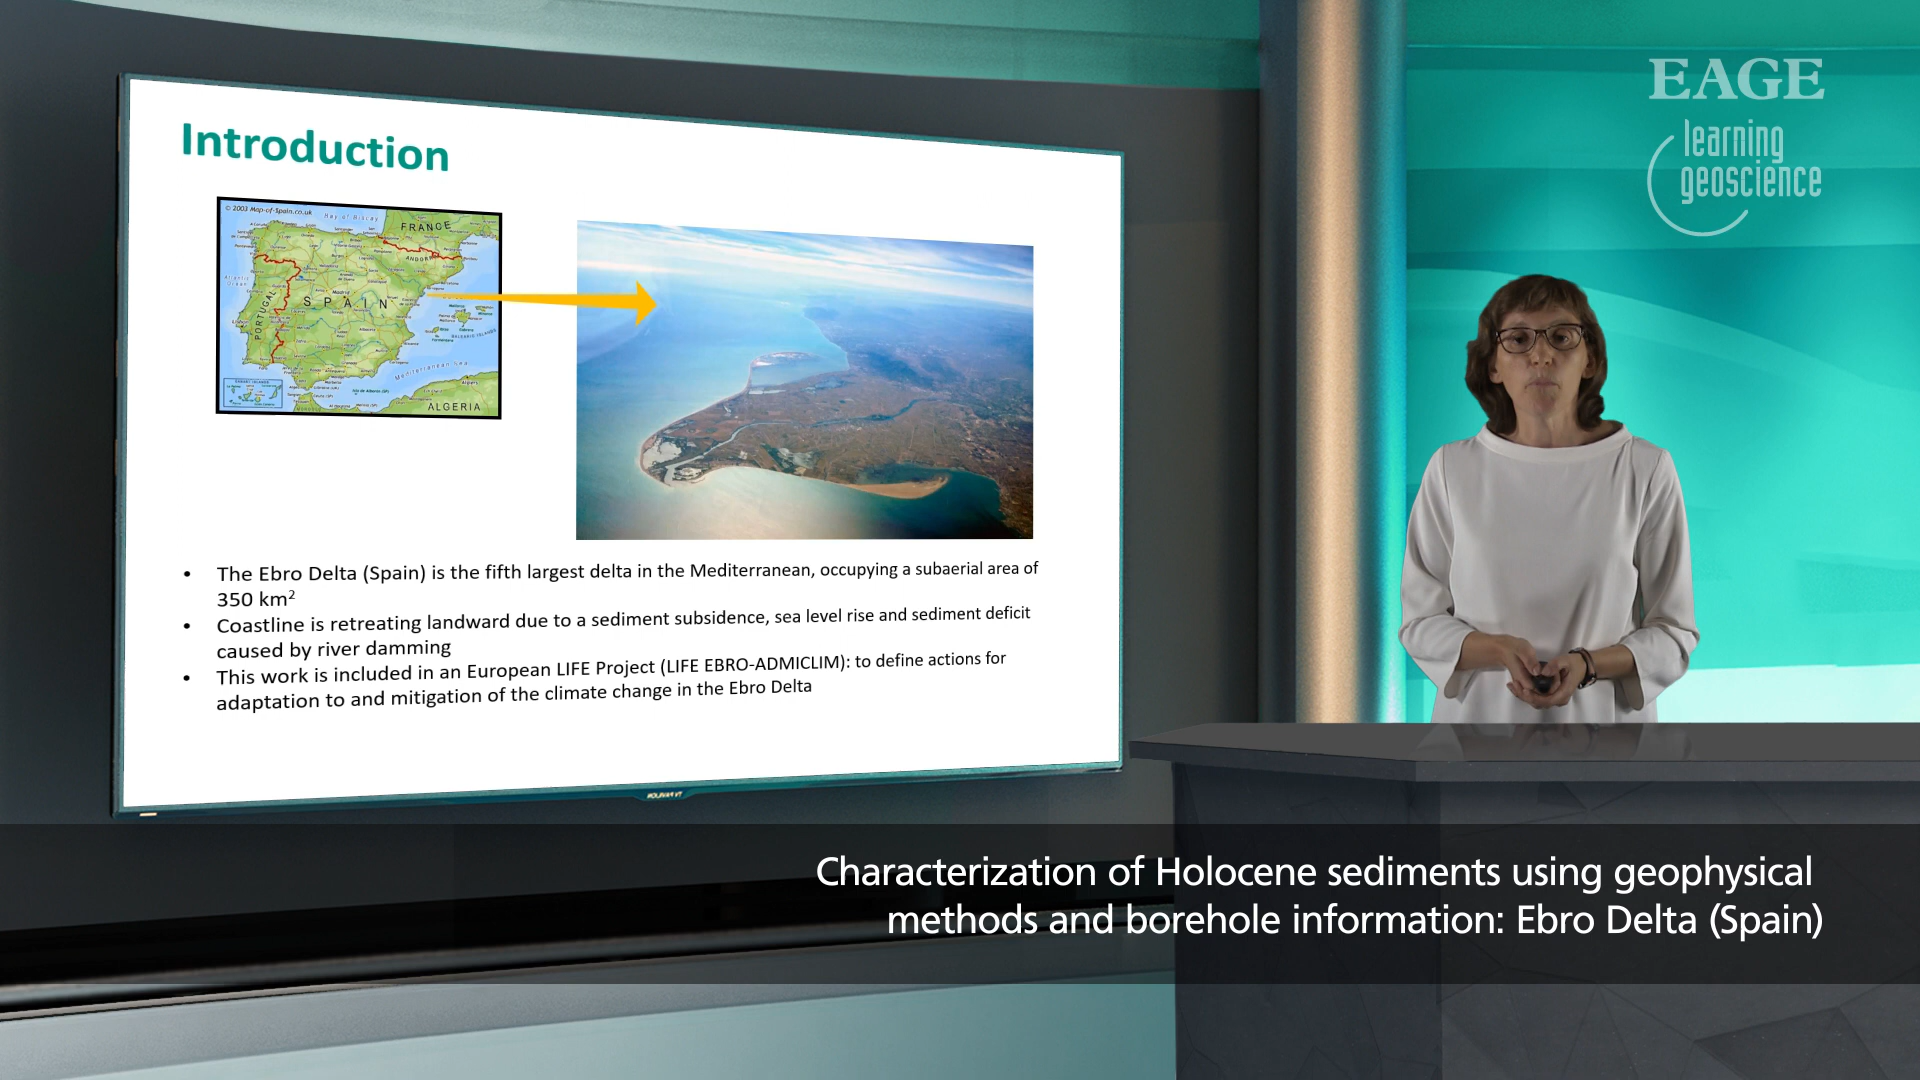 EAGE
learning
geoscience
Introduction
© 2003 Map-of-Spain.co.uk
Bay of Biscay
FRANCE
ANDORRA
Atlantic
Ocean
PORTUGAL
Madrid
SPAIN
BALEARIC ISLANDS
Mediterranean Sea
Algiers
ALGERIA
• The Ebro Delta (Spain) is the fifth largest delta in the Mediterranean, occupying a subaerial area of
350 km²
• Coastline is retreating landward due to a sediment subsidence, sea level rise and sediment deficit
caused by river damming
• This work is included in an European LIFE Project (LIFE EBRO-ADMICLIM): to define actions for
adaptation to and mitigation of the climate change in the Ebro Delta
Characterization of Holocene sediments using geophysical
methods and borehole information: Ebro Delta (Spain)